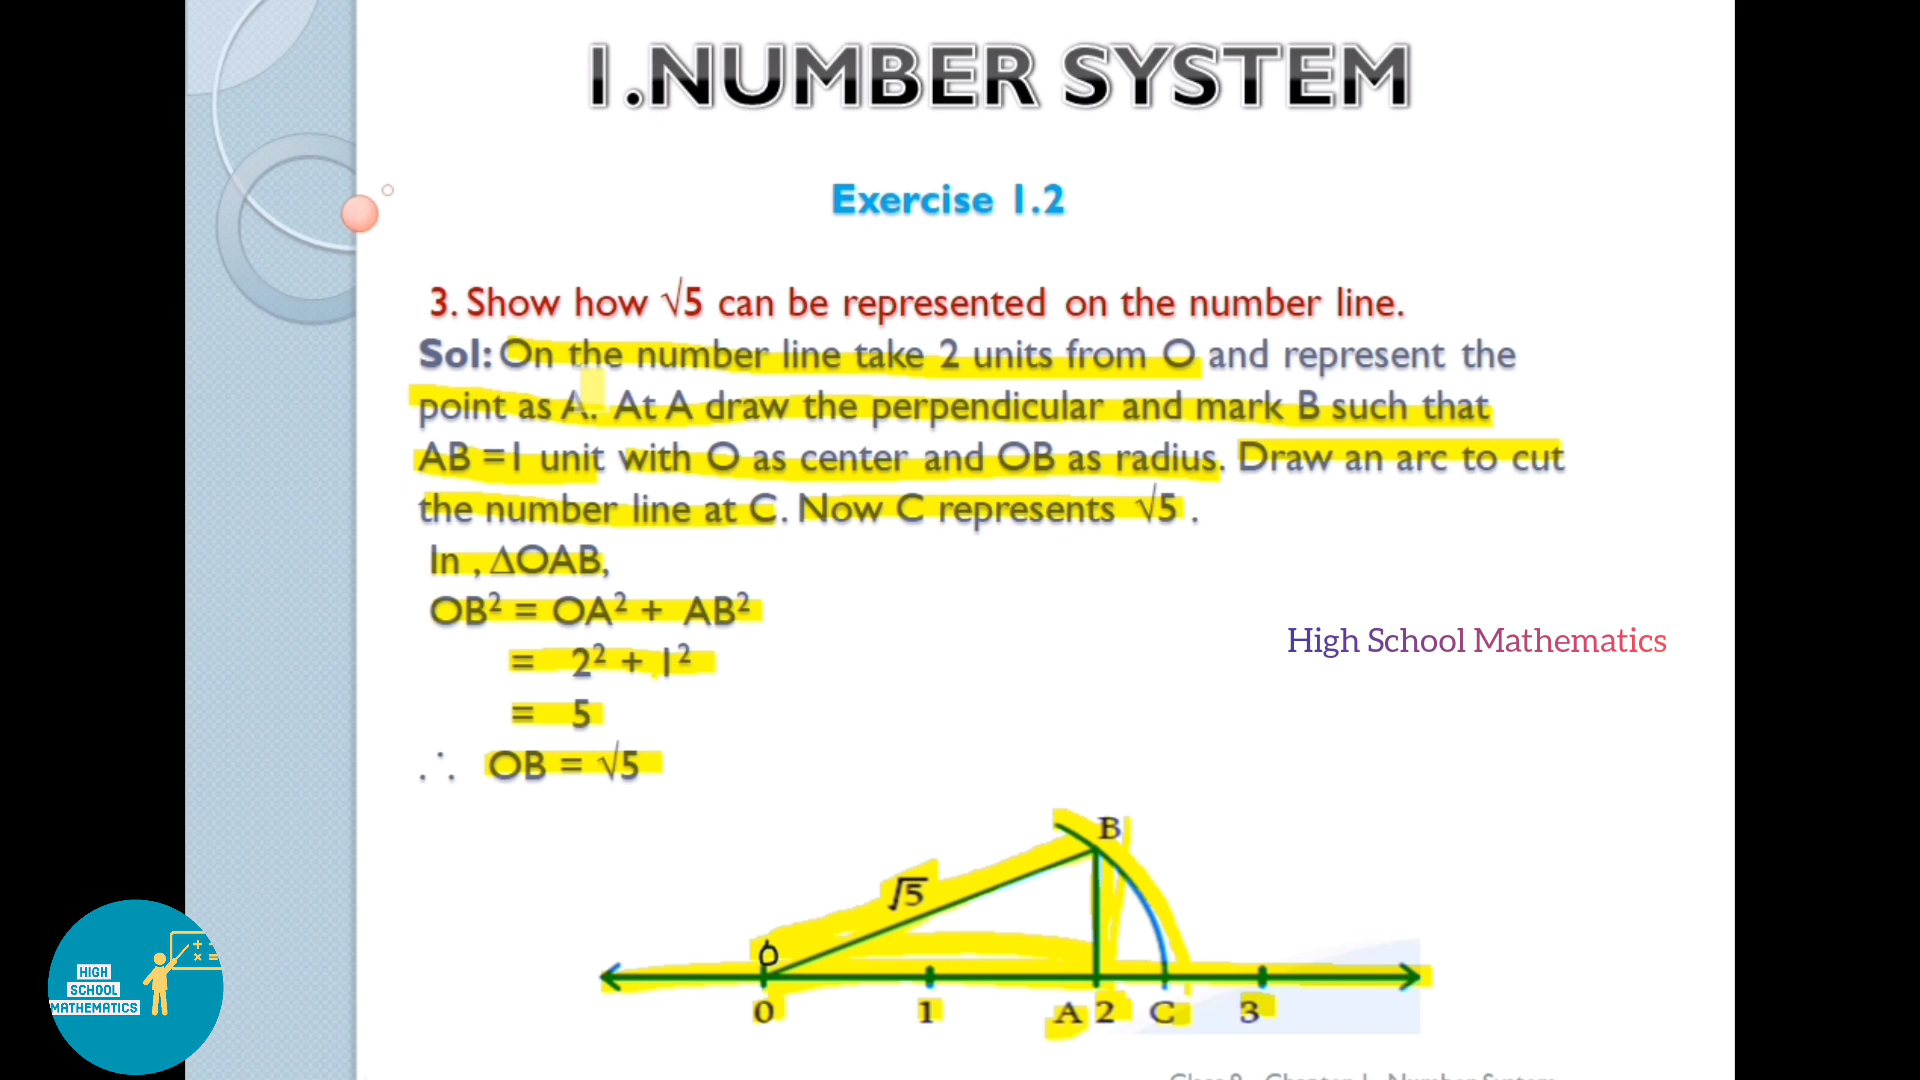 1.NUMBER SYSTEM
Exercise 1.2
3. Show how √5 can be represented on the number line.
Sol: On the number line take 2 units from O and represent the
point as A. At A draw the perpendicular and mark B such that
AB =1 unit with O as center and OB as radius. Draw an arc to cut
the number line at C. Now C represents √5 .
In , ΔOAB,
OB² = OA² + AB²
= 2² + 1²
= 5
∴ OB = √5
High School Mathematics
B
√5
O
0 1 A 2 C 3
HIGH
SCHOOL
MATHEMATICS
+ -
× =